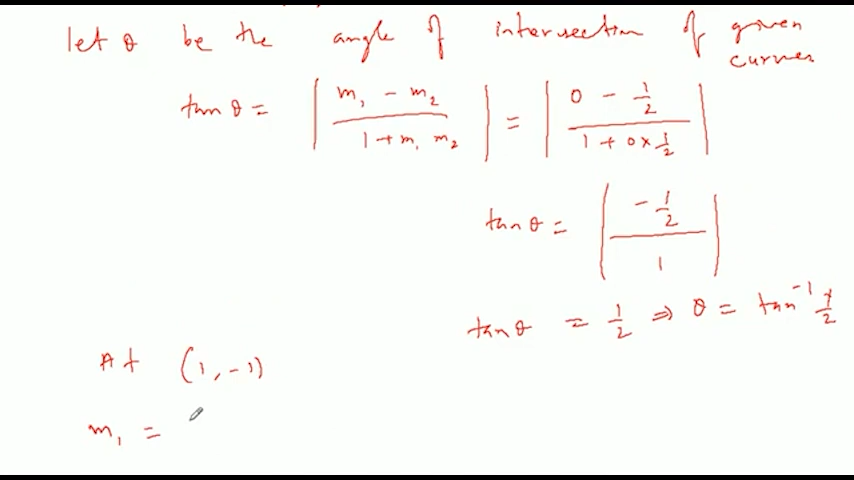 let θ be the angle of intersection of given
curves
tan θ = | (m₁ - m₂) / (1 + m₁ m₂) | = | (0 - 1/2) / (1 + 0 × 1/2) |
tan θ = | (-1/2) / 1 |
tan θ = 1/2 ⇒ θ = tan⁻¹ 1/2
At (1, -1)
m₁ =